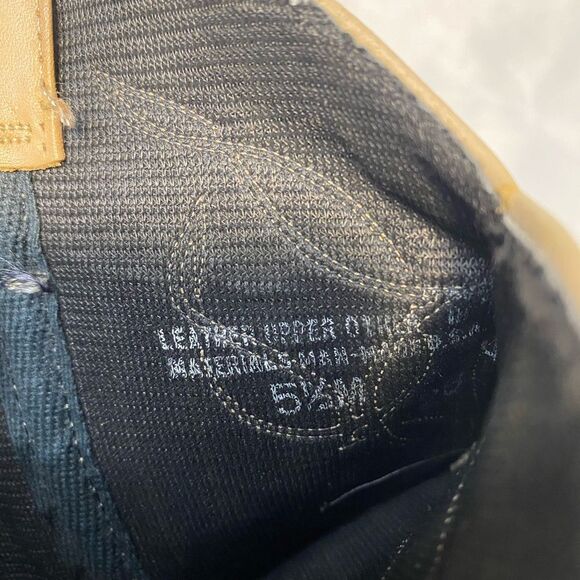 LEATHER UPPER OTHER
MATERIALS-MAN-MADE U.S.A
5½M